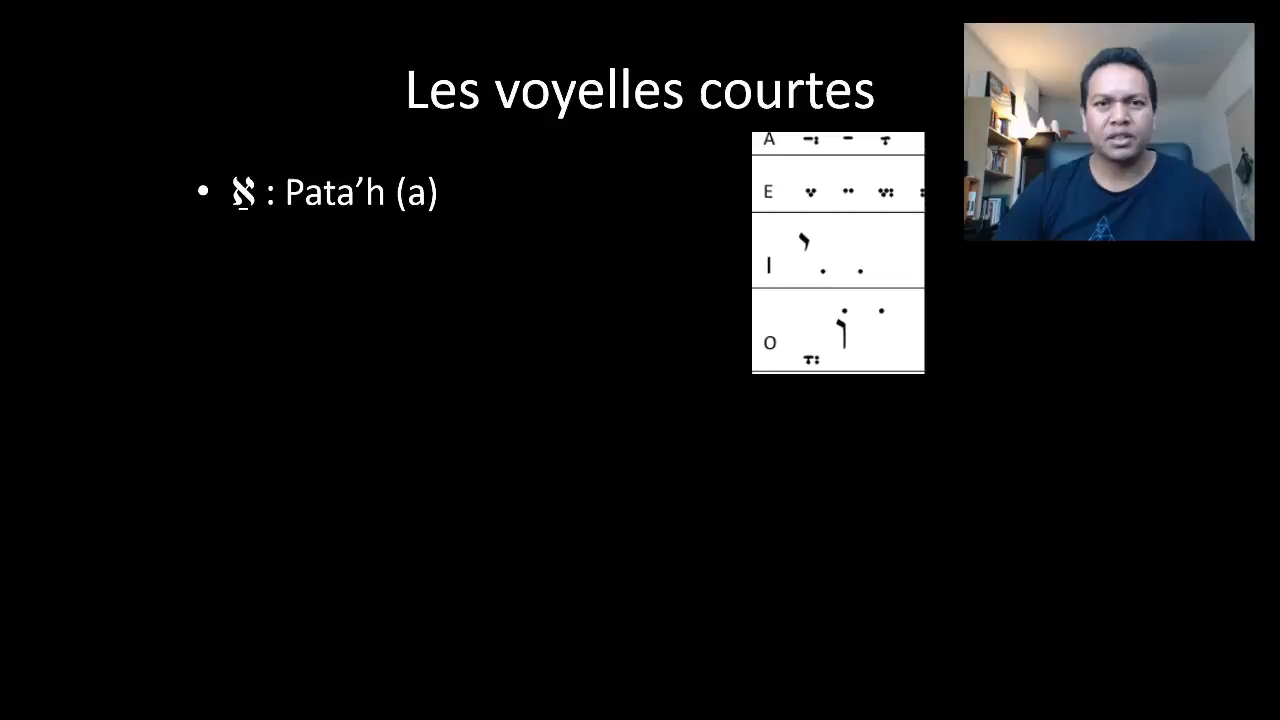 Les voyelles courtes
• אַ : Pata’h (a)
A
E
I
O